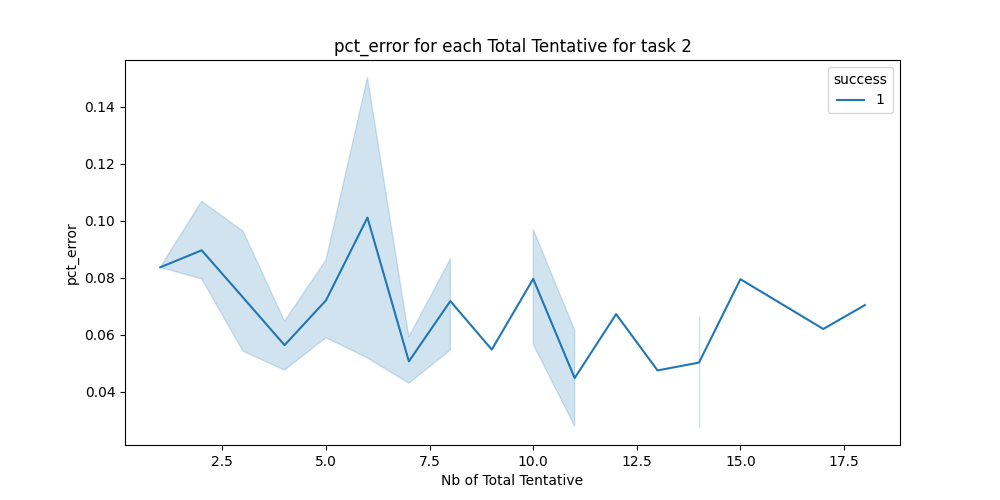 pct_error for each Total Tentative for task 2
success
1
0.14
0.12
0.10
0.08
0.06
0.04
pct_error
2.5 5.0 7.5 10.0 12.5 15.0 17.5
Nb of Total Tentative